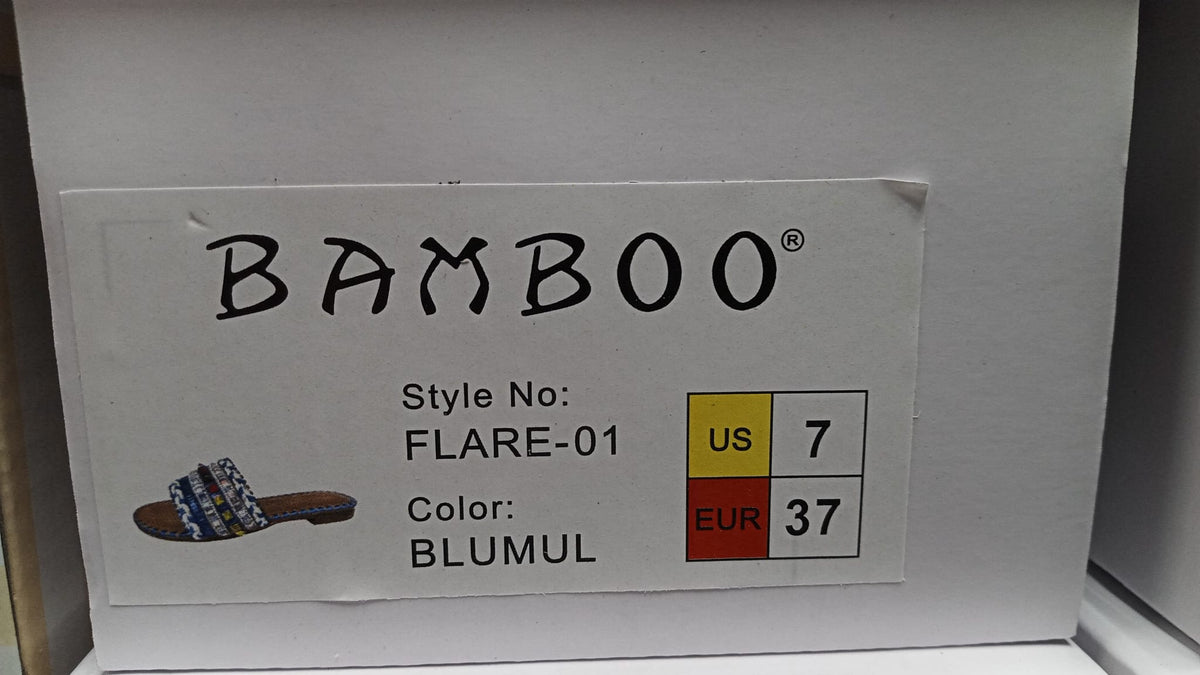 BAMBOO®
Style No:
FLARE-01
Color:
BLUMUL
US 7
EUR 37